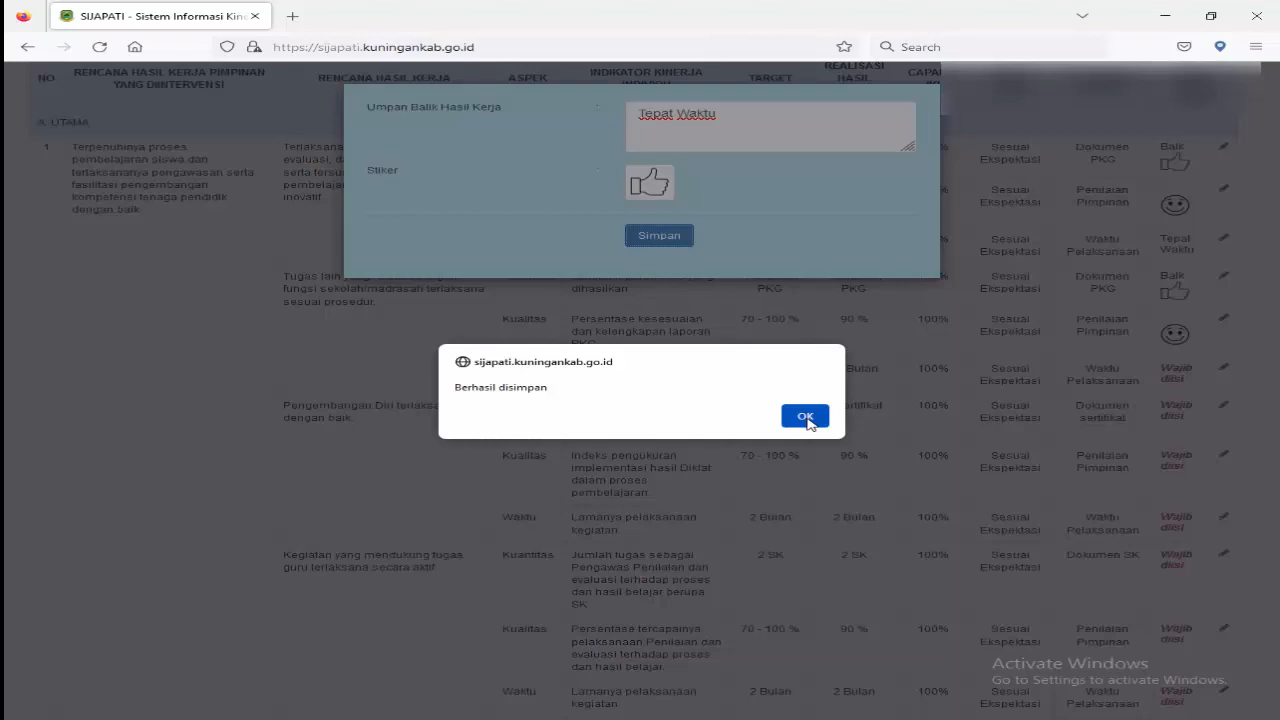 SIJAPATI - Sistem Informasi Kin
https://sijapati.kuningankab.go.id
Search
NO
RENCANA HASIL KERJA PIMPINAN
YANG DIINTERVENSI
RENCANA HASIL KERJA
ASPEK
INDIKATOR KINERJA
TARGET
REALISASI
HASIL
A. UTAMA
Umpan Balik Hasil Kerja :
Tepat Waktu
Stiker :
Simpan
1
Terpenuhinya proses
pembelajaran siswa dan
terlaksananya pengawasan serta
fasilitasi pengembangan
kompetensi tenaga pendidik
dengan baik.
inovatif.
Sesuai
Ekspektasi
Dokumen
PKG
Baik
Sesuai
Ekspektasi
Penilaian
Pimpinan
Sesuai
Ekspektasi
Waktu
Pelaksanaan
Tepat
Waktu
Tugas lain
fungsi sekolah/madrasah terlaksana
sesuai prosedur.
dihasilkan
PKG
PKG
Sesuai
Ekspektasi
Dokumen
PKG
Baik
Kualitas
Persentase kesesuaian
dan kelengkapan laporan
PKG
70 - 100 %
90 %
100%
Sesuai
Ekspektasi
Penilaian
Pimpinan
sijapati.kuningankab.go.id
Berhasil disimpan
OK
Bulan
100%
Sesuai
Ekspektasi
Waktu
Pelaksanaan
Wajib
diisi
Pengembangan Diri
dengan baik.
100%
Sesuai
Ekspektasi
Dokumen
sertifikat
Wajib
diisi
Kualitas
Indeks pengukuran
implementasi hasil Diklat
dalam proses
pembelajaran.
70 - 100 %
90 %
100%
Sesuai
Ekspektasi
Penilaian
Pimpinan
Wajib
diisi
Waktu
Lamanya pelaksanaan
kegiatan.
2 Bulan
2 Bulan
100%
Sesuai
Ekspektasi
Waktu
Pelaksanaan
Wajib
diisi
Kegiatan yang mendukung tugas
guru terlaksana secara aktif
Kuantitas
Jumlah tugas sebagai
Pengawas Penilaian dan
evaluasi terhadap proses
dan hasil belajar berupa
SK
2 SK
2 SK
100%
Sesuai
Ekspektasi
Dokumen SK
Wajib
diisi
Kualitas
Persentase tercapainya
pelaksanaan Penilaian dan
evaluasi terhadap proses
dan hasil belajar.
70 - 100 %
90 %
100%
Sesuai
Ekspektasi
Penilaian
Pimpinan
Wajib
diisi
Waktu
Lamanya pelaksanaan
kegiatan
2 Bulan
2 Bulan
100%
Sesuai
Ekspektasi
Waktu
Pelaksanaan
Wajib
diisi
Activate Windows
Go to Settings to activate Windows.